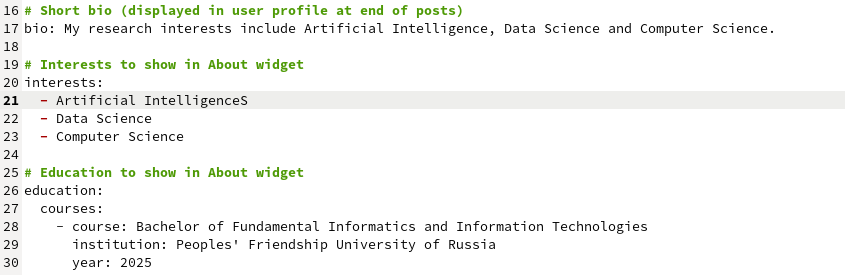 16 # Short bio (displayed in user profile at end of posts)
17 bio: My research interests include Artificial Intelligence, Data Science and Computer Science.
18
19 # Interests to show in About widget
20 interests:
21   - Artificial IntelligenceS
22   - Data Science
23   - Computer Science
24
25 # Education to show in About widget
26 education:
27   courses:
28     - course: Bachelor of Fundamental Informatics and Information Technologies
29       institution: Peoples' Friendship University of Russia
30       year: 2025